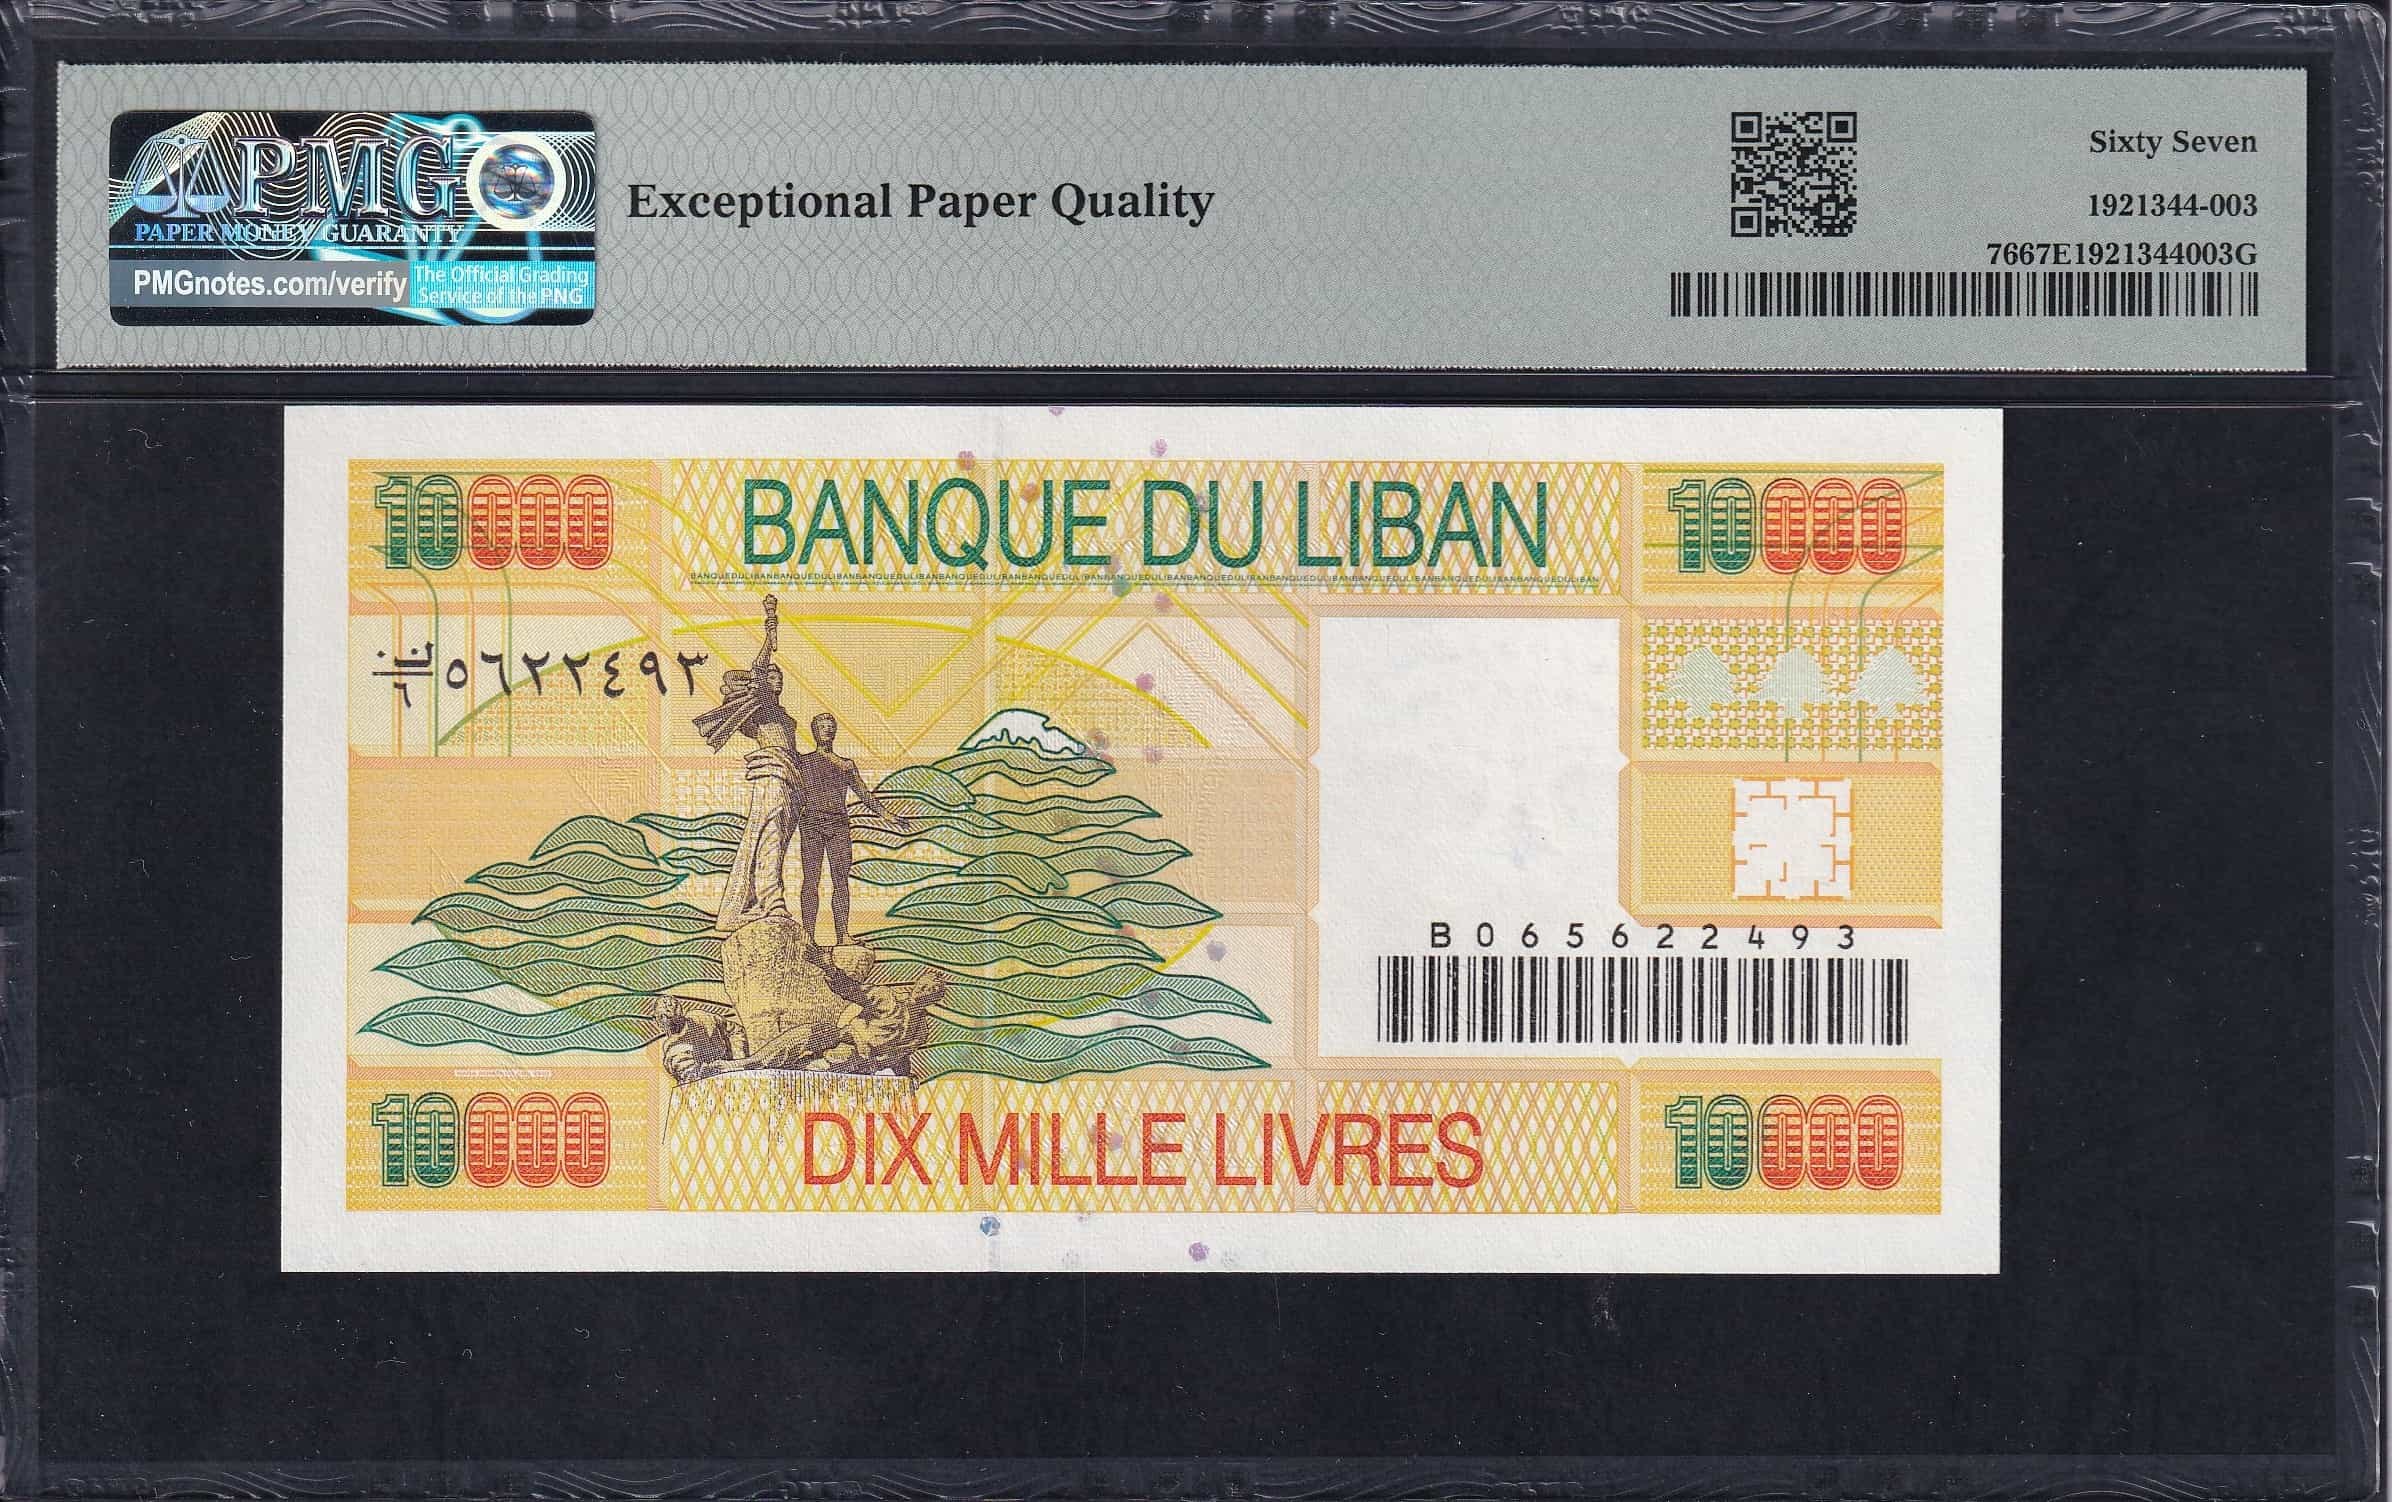 PMG
PAPER MONEY GUARANTY
PMGnotes.com/verify
The Official Grading
Service of the PNG
Exceptional Paper Quality
Sixty Seven
1921344-003
7667E1921344003G
10000
BANQUE DU LIBAN
10000
BANQUEDULIBANBANQUEDULIBANBANQUEDULIBANBANQUEDULIBANBANQUEDULIBANBANQUEDULIBANBANQUEDULIBANBANQUEDULIBAN
٥٦٢٢٤٩٣
B065622493
10000
DIX MILLE LIVRES
10000